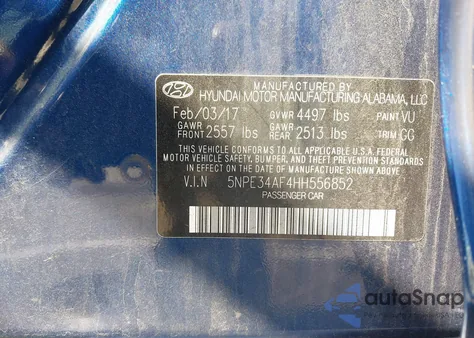 MANUFACTURED BY
HYUNDAI MOTOR MANUFACTURING ALABAMA, LLC
Feb/03/17 GVWR 4497 lbs PAINT VU
GAWR FRONT 2557 lbs GAWR REAR 2513 lbs TRIM GG
THIS VEHICLE CONFORMS TO ALL APPLICABLE U.S.A. FEDERAL
MOTOR VEHICLE SAFETY, BUMPER, AND THEFT PREVENTION
STANDARDS IN EFFECT ON THE DATE OF MANUFACTURE SHOWN ABOVE.
V.I.N 5NPE34AF4HH556852
PASSENGER CAR
autoSnap